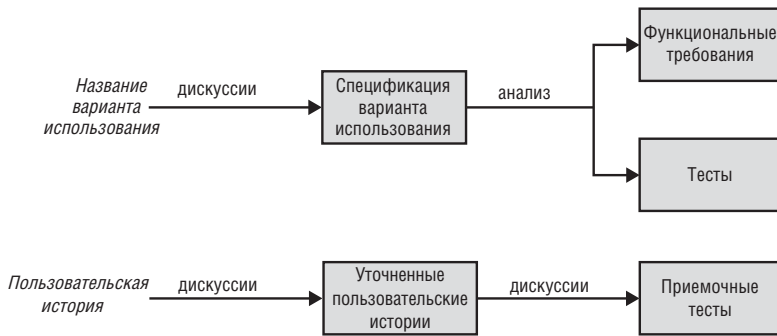 Название
варианта
использования
дискуссии
Спецификация
варианта
использования
анализ
Функциональные
требования
Тесты
Пользовательская
история
дискуссии
Уточненные
пользовательские
истории
дискуссии
Приемочные
тесты